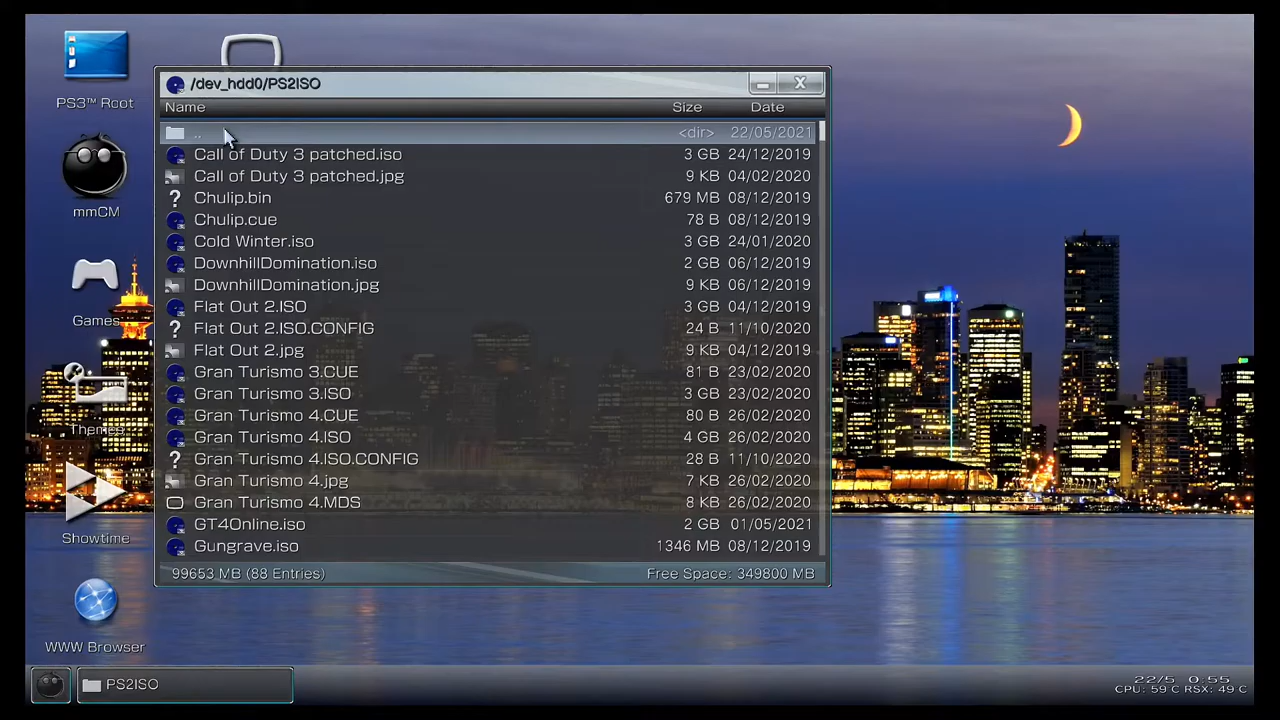 PS3™ Root
mmCM
Games
Themes
Showtime
WWW Browser
/dev_hdd0/PS2ISO
Name Size Date
.. <dir> 22/05/2021
Call of Duty 3 patched.iso 3 GB 24/12/2019
Call of Duty 3 patched.jpg 9 KB 04/02/2020
Chulip.bin 679 MB 08/12/2019
Chulip.cue 78 B 08/12/2019
Cold Winter.iso 3 GB 24/01/2020
DownhillDomination.iso 2 GB 06/12/2019
DownhillDomination.jpg 9 KB 06/12/2019
Flat Out 2.ISO 3 GB 04/12/2019
Flat Out 2.ISO.CONFIG 24 B 11/10/2020
Flat Out 2.jpg 9 KB 04/12/2019
Gran Turismo 3.CUE 81 B 23/02/2020
Gran Turismo 3.ISO 3 GB 23/02/2020
Gran Turismo 4.CUE 80 B 26/02/2020
Gran Turismo 4.ISO 4 GB 26/02/2020
Gran Turismo 4.ISO.CONFIG 28 B 11/10/2020
Gran Turismo 4.jpg 7 KB 26/02/2020
Gran Turismo 4.MDS 8 KB 26/02/2020
GT4Online.iso 2 GB 01/05/2021
Gungrave.iso 1346 MB 08/12/2019
99653 MB (88 Entries) Free Space: 349800 MB
PS2ISO
22/5 0:55
CPU: 59 C RSX: 49 C